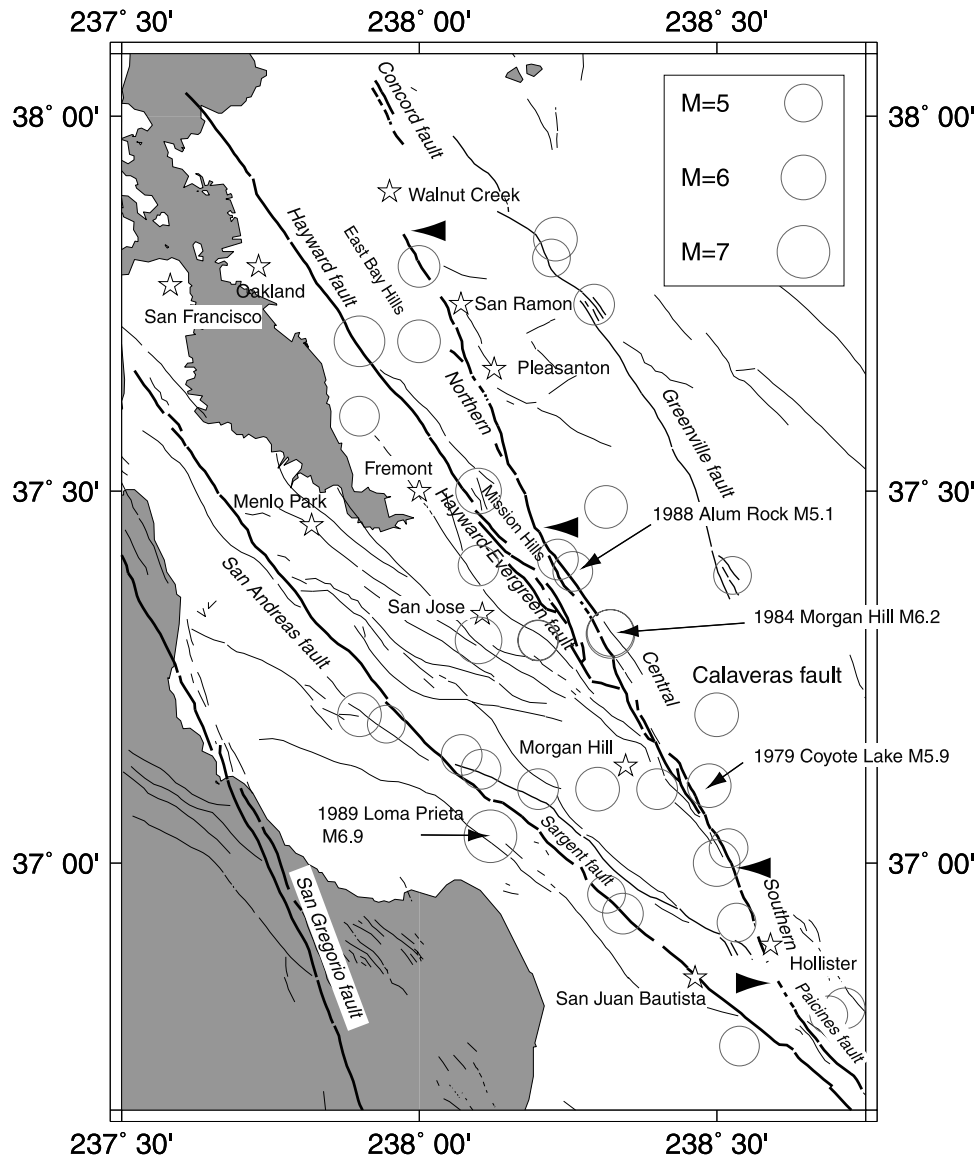 237˚ 30'
238˚ 00'
238˚ 30'
38˚ 00'
38˚ 00'
M=5
M=6
M=7
Concord fault
Walnut Creek
Hayward fault
East Bay Hills
Oakland
San Francisco
San Ramon
Pleasanton
Northern
Greenville fault
37˚ 30'
37˚ 30'
Fremont
Menlo Park
Mission Hills
Hayward-Evergreen fault
1988 Alum Rock M5.1
San Andreas fault
San Jose
1984 Morgan Hill M6.2
Central
Calaveras fault
Morgan Hill
1979 Coyote Lake M5.9
1989 Loma Prieta
M6.9
Sargent fault
37˚ 00'
37˚ 00'
Southern
San Gregorio fault
Hollister
San Juan Bautista
Paicines fault
237˚ 30'
238˚ 00'
238˚ 30'